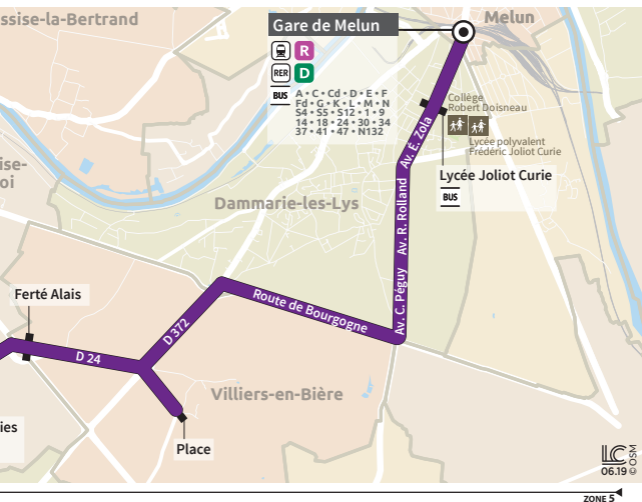 ssise-la-Bertrand
Gare de Melun
Melun
R
RER D
BUS
A • C • Cd • D • E • F
Fd • G • K • L • M • N
S4 • S5 • S12 • 1 • 9
14 • 18 • 24 • 30 • 34
37 • 41 • 47 • N132
Collège
Robert Doisneau
Lycée polyvalent
Frédéric Joliot Curie
Lycée Joliot Curie
BUS
Av. É. Zola
Av. R. Rolland
Av. C. Péguy
ise-
oi
Dammarie-les-Lys
Ferté Alais
Route de Bourgogne
D 372
D 24
Villiers-en-Bière
ies
Place
LC
06.19 © OSM
ZONE 5